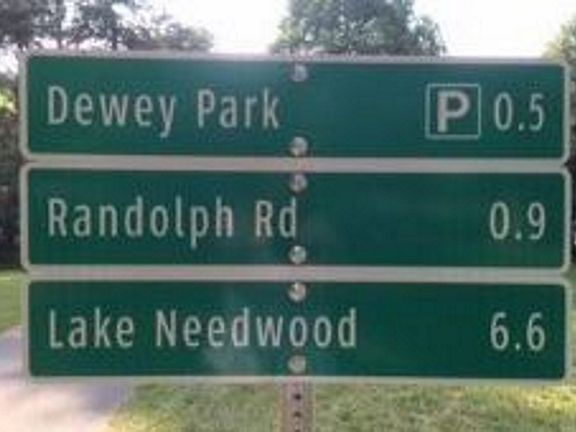 Dewey Park P 0.5
Randolph Rd 0.9
Lake Needwood 6.6